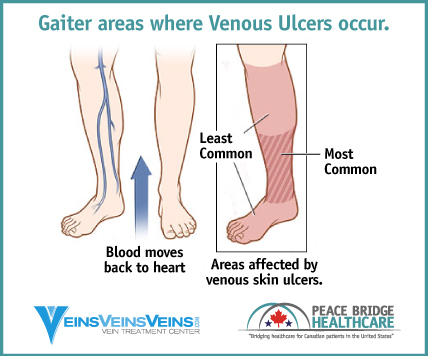 Gaiter areas where Venous Ulcers occur.
Least
Common
Most
Common
Blood moves
back to heart
Areas affected by
venous skin ulcers.
VEINSVEINSVEINS.COM
VEIN TREATMENT CENTER
PEACE BRIDGE
HEALTHCARE
"Bridging healthcare for Canadian patients in the United States"